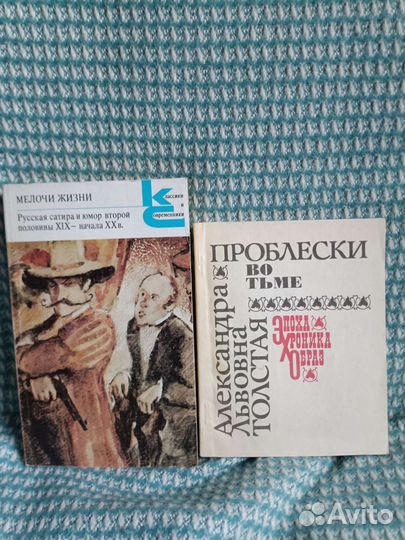 МЕЛОЧИ ЖИЗНИ
Русская сатира и юмор второй
половины XIX – начала XX в.
Классики и
Современники
Александра
Львовна
ТОЛСТАЯ
ПРОБЛЕСКИ
ВО
ТЬМЕ
Эпоха
Хроника
Образ
Avito